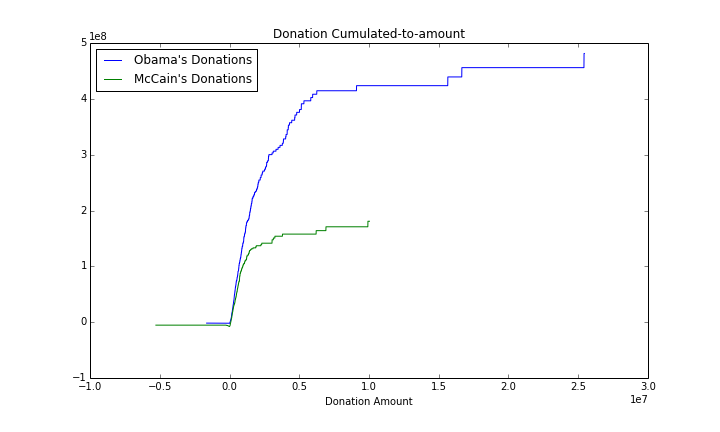 Donation Cumulated-to-amount
1e8
5
4
3
2
1
0
−1
Obama's Donations
McCain's Donations
−1.0 −0.5 0.0 0.5 1.0 1.5 2.0 2.5 3.0
1e7
Donation Amount